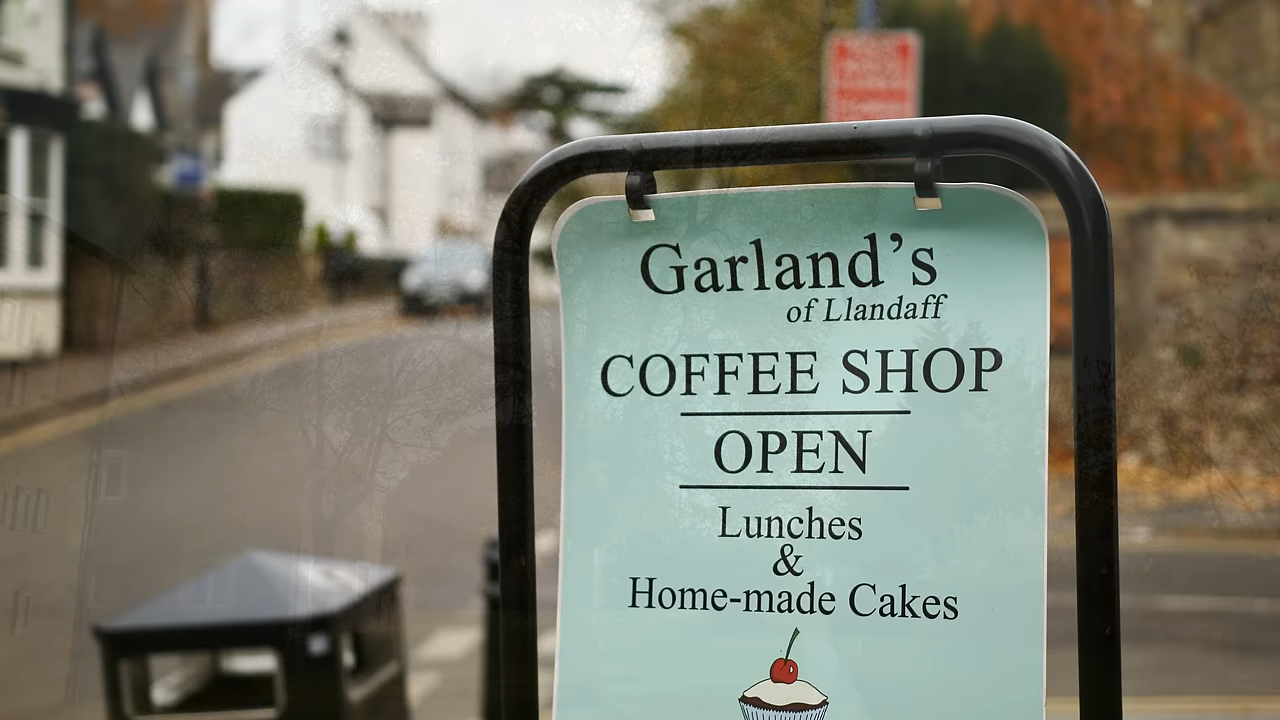 Garland's
of Llandaff
COFFEE SHOP
OPEN
Lunches
&
Home-made Cakes